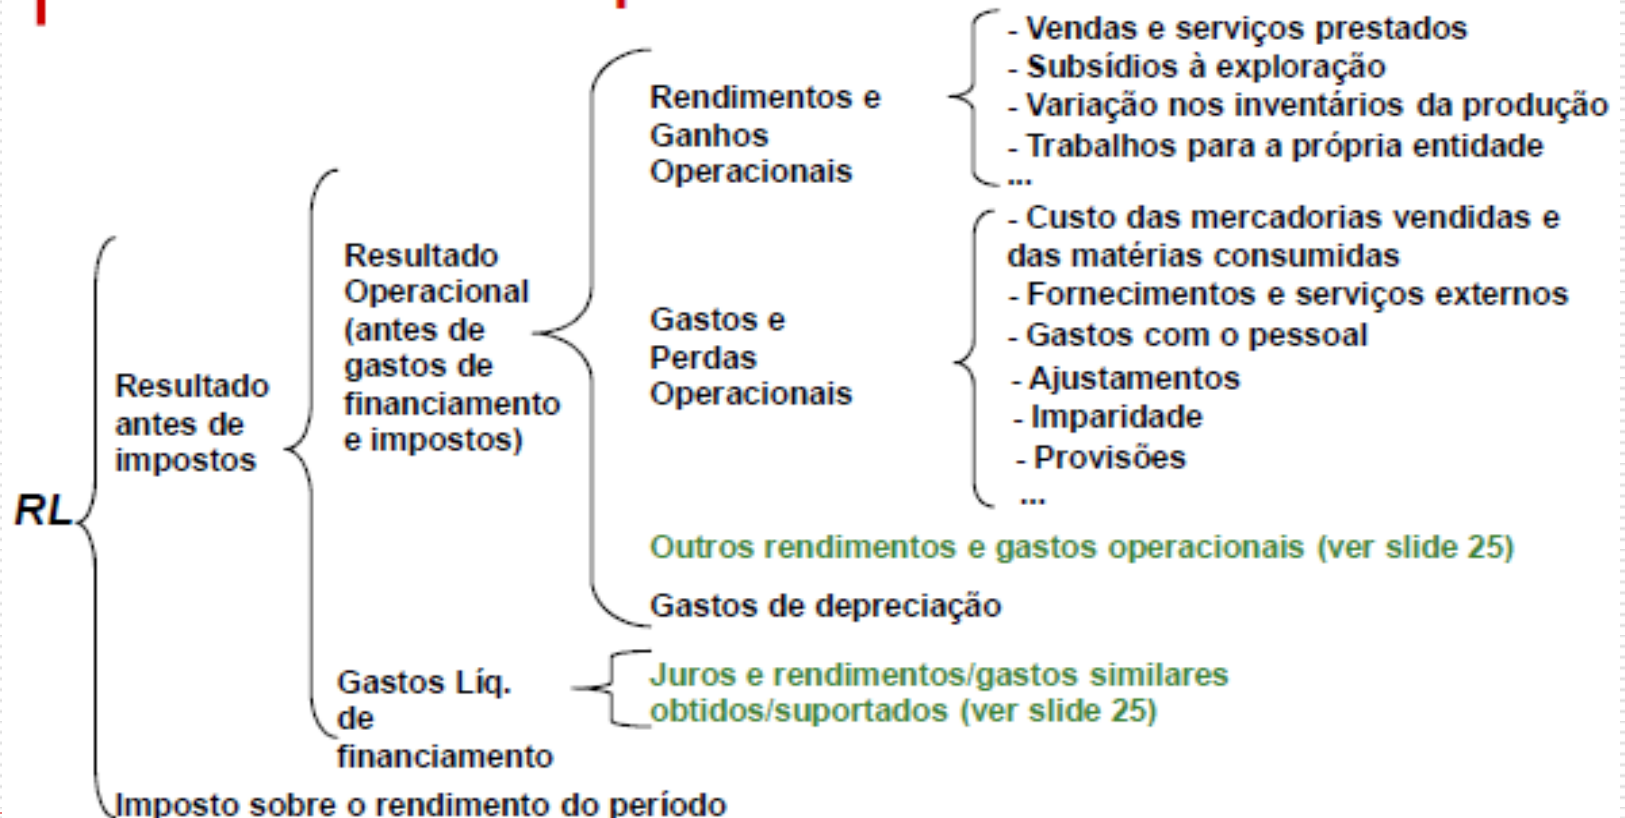 - Vendas e serviços prestados
- Subsídios à exploração
- Variação nos inventários da produção
- Trabalhos para a própria entidade
...
Rendimentos e
Ganhos
Operacionais
- Custo das mercadorias vendidas e
das matérias consumidas
- Fornecimentos e serviços externos
- Gastos com o pessoal
- Ajustamentos
- Imparidade
- Provisões
...
Gastos e
Perdas
Operacionais
Resultado
Operacional
(antes de
gastos de
financiamento
e impostos)
Resultado
antes de
impostos
RL
Outros rendimentos e gastos operacionais (ver slide 25)
Gastos de depreciação
Gastos Líq.
de
financiamento
Juros e rendimentos/gastos similares
obtidos/suportados (ver slide 25)
Imposto sobre o rendimento do período